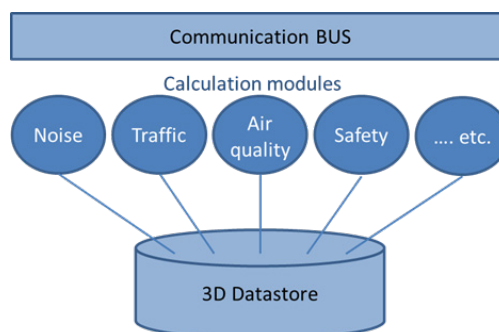 Communication BUS
Calculation modules
Noise
Traffic
Air
quality
Safety
.... etc.
3D Datastore